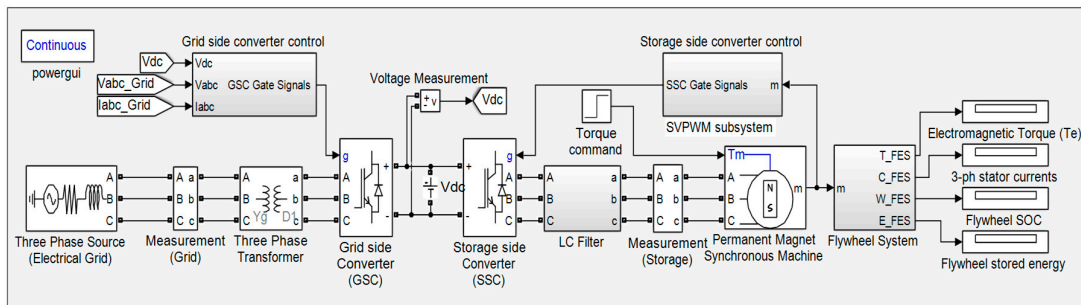 Continuous
powergui
Grid side converter control
Vdc
Vabc_Grid
Iabc_Grid
Vdc
Vabc
Iabc
GSC Gate Signals
Voltage Measurement
+
-
v
Vdc
Storage side converter control
SSC Gate Signals
m
SVPWM subsystem
Torque
command
A
B
C
Three Phase Source
(Electrical Grid)
A
B
C
a
b
c
Measurement
(Grid)
A
B
C
Yg
D1
a
b
c
Three Phase
Transformer
g
A
B
C
+
-
Grid side
Converter
(GSC)
Vdc
+
-
g
A
B
C
Storage side
Converter
(SSC)
a
b
c
LC Filter
A
B
C
a
b
c
Measurement
(Storage)
Tm
A
B
C
N
S
m
Permanent Magnet
Synchronous Machine
m
T_FES
C_FES
W_FES
E_FES
Flywheel System
Electromagnetic Torque (Te)
3-ph stator currents
Flywheel SOC
Flywheel stored energy